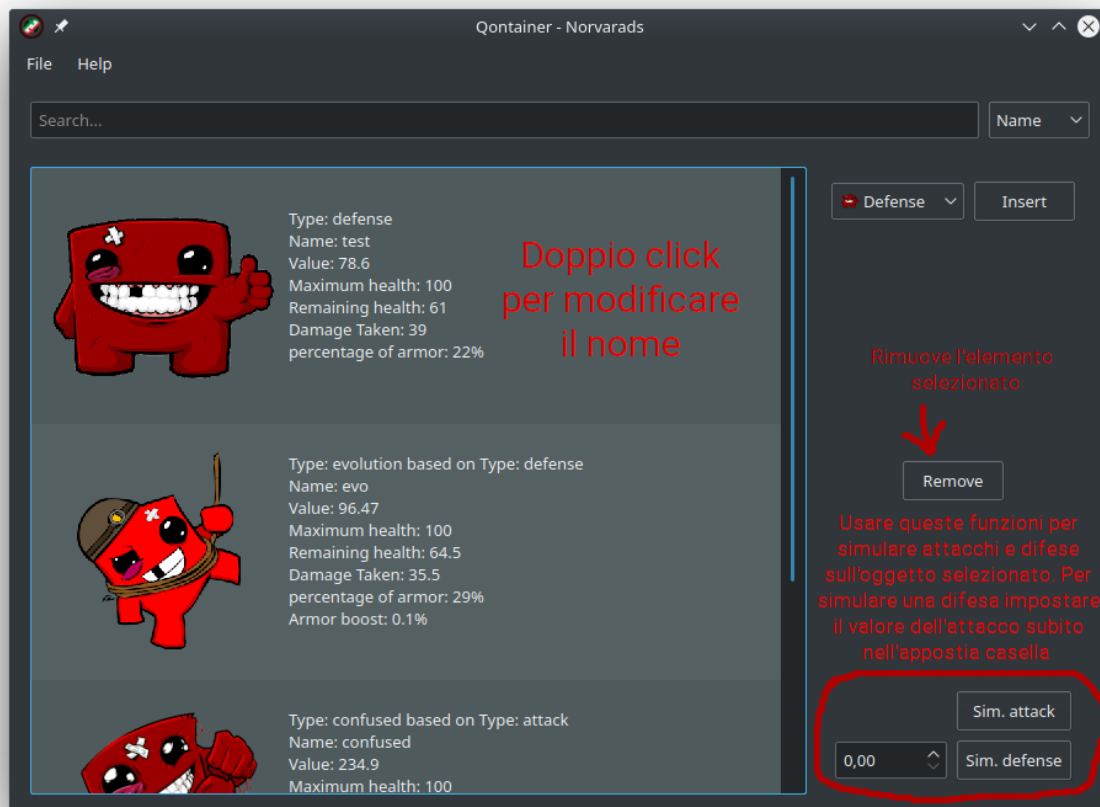 Qontainer - Norvarads
File Help
Search...
Name
Defense
Insert
Type: defense
Name: test
Value: 78.6
Maximum health: 100
Remaining health: 61
Damage Taken: 39
percentage of armor: 22%
Doppio click
per modificare
il nome
Rimuove l'elemento
selezionato
Remove
Type: evolution based on Type: defense
Name: evo
Value: 96.47
Maximum health: 100
Remaining health: 64.5
Damage Taken: 35.5
percentage of armor: 29%
Armor boost: 0.1%
Usare queste funzioni per
simulare attacchi e difese
sull'oggetto selezionato. Per
simulare una difesa impostare
il valore dell'attacco subito
nell'appostia casella
Type: confused based on Type: attack
Name: confused
Value: 234.9
Maximum health: 100
Sim. attack
0,00
Sim. defense